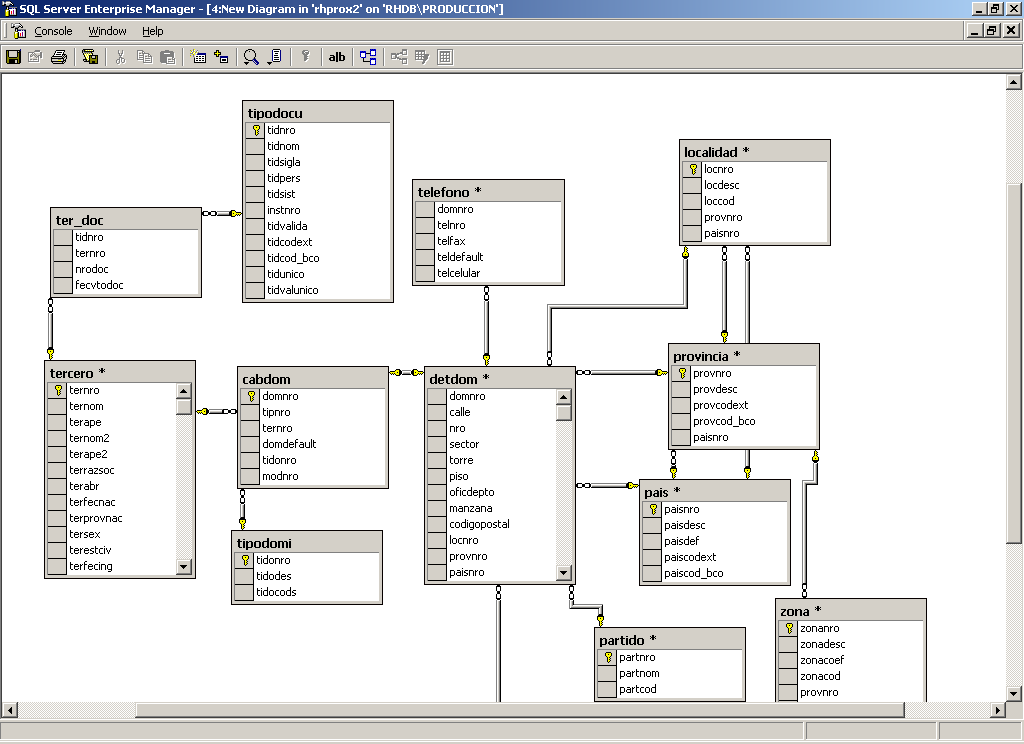 SQL Server Enterprise Manager - [4:New Diagram in 'rhprox2' on 'RHDB\PRODUCCION']
Console Window Help
a|b
tipodocu
tidnro
tidnom
tidsigla
tidpers
tidsist
instnro
tidvalida
tidcodext
tidcod_bco
tidunico
tidvalunico
telefono *
domnro
telnro
telfax
teldefault
telcelular
localidad *
locnro
locdesc
loccod
provnro
paisnro
ter_doc
tidnro
ternro
nrodoc
fecvtodoc
tercero *
ternro
ternom
terape
ternom2
terape2
terrazsoc
terabr
terfecnac
terprovnac
tersex
terestciv
terfecing
cabdom
domnro
tipnro
ternro
domdefault
tidonro
modnro
detdom *
domnro
calle
nro
sector
torre
piso
oficdepto
manzana
codigopostal
locnro
provnro
paisnro
provincia *
provnro
provdesc
provcodext
provcod_bco
paisnro
pais *
paisnro
paisdesc
paisdef
paiscodext
paiscod_bco
tipodomi
tidonro
tidodes
tidocods
partido *
partnro
partnom
partcod
zona *
zonanro
zonadesc
zonacoef
zonacod
provnro